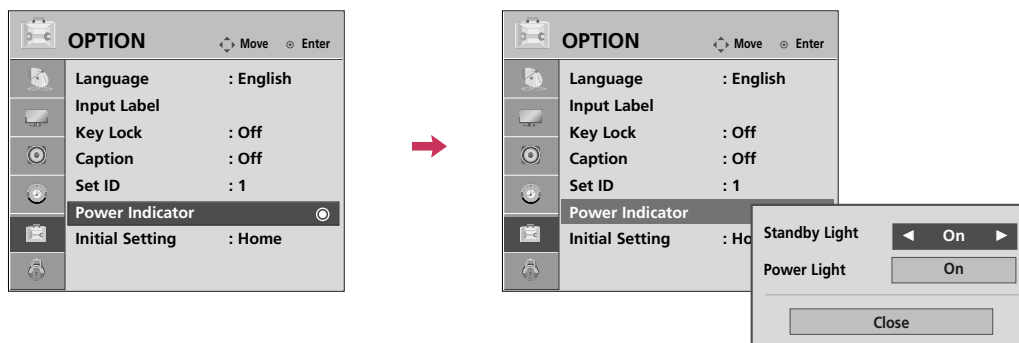 OPTION Move Enter
Language : English
Input Label
Key Lock : Off
Caption : Off
Set ID : 1
Power Indicator
Initial Setting : Home
OPTION Move Enter
Language : English
Input Label
Key Lock : Off
Caption : Off
Set ID : 1
Power Indicator
Initial Setting : Ho
Standby Light ◀ On ▶
Power Light On
Close